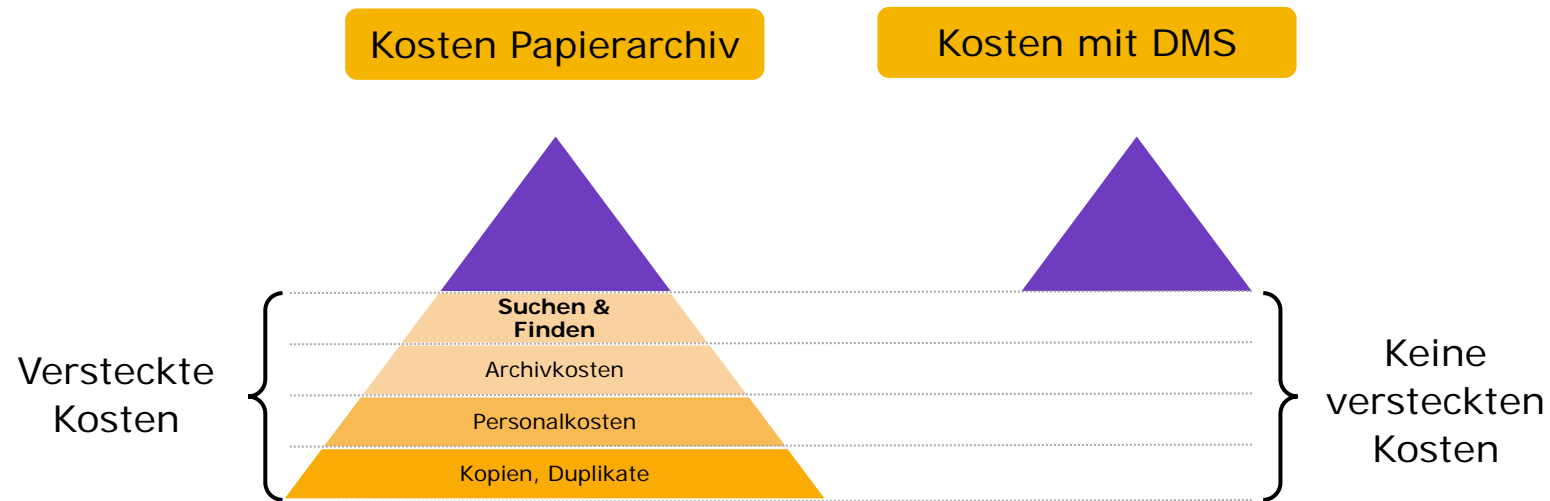 Kosten Papierarchiv
Kosten mit DMS
Suchen &
Finden
Archivkosten
Personalkosten
Kopien, Duplikate
Versteckte
Kosten
Keine
versteckten
Kosten